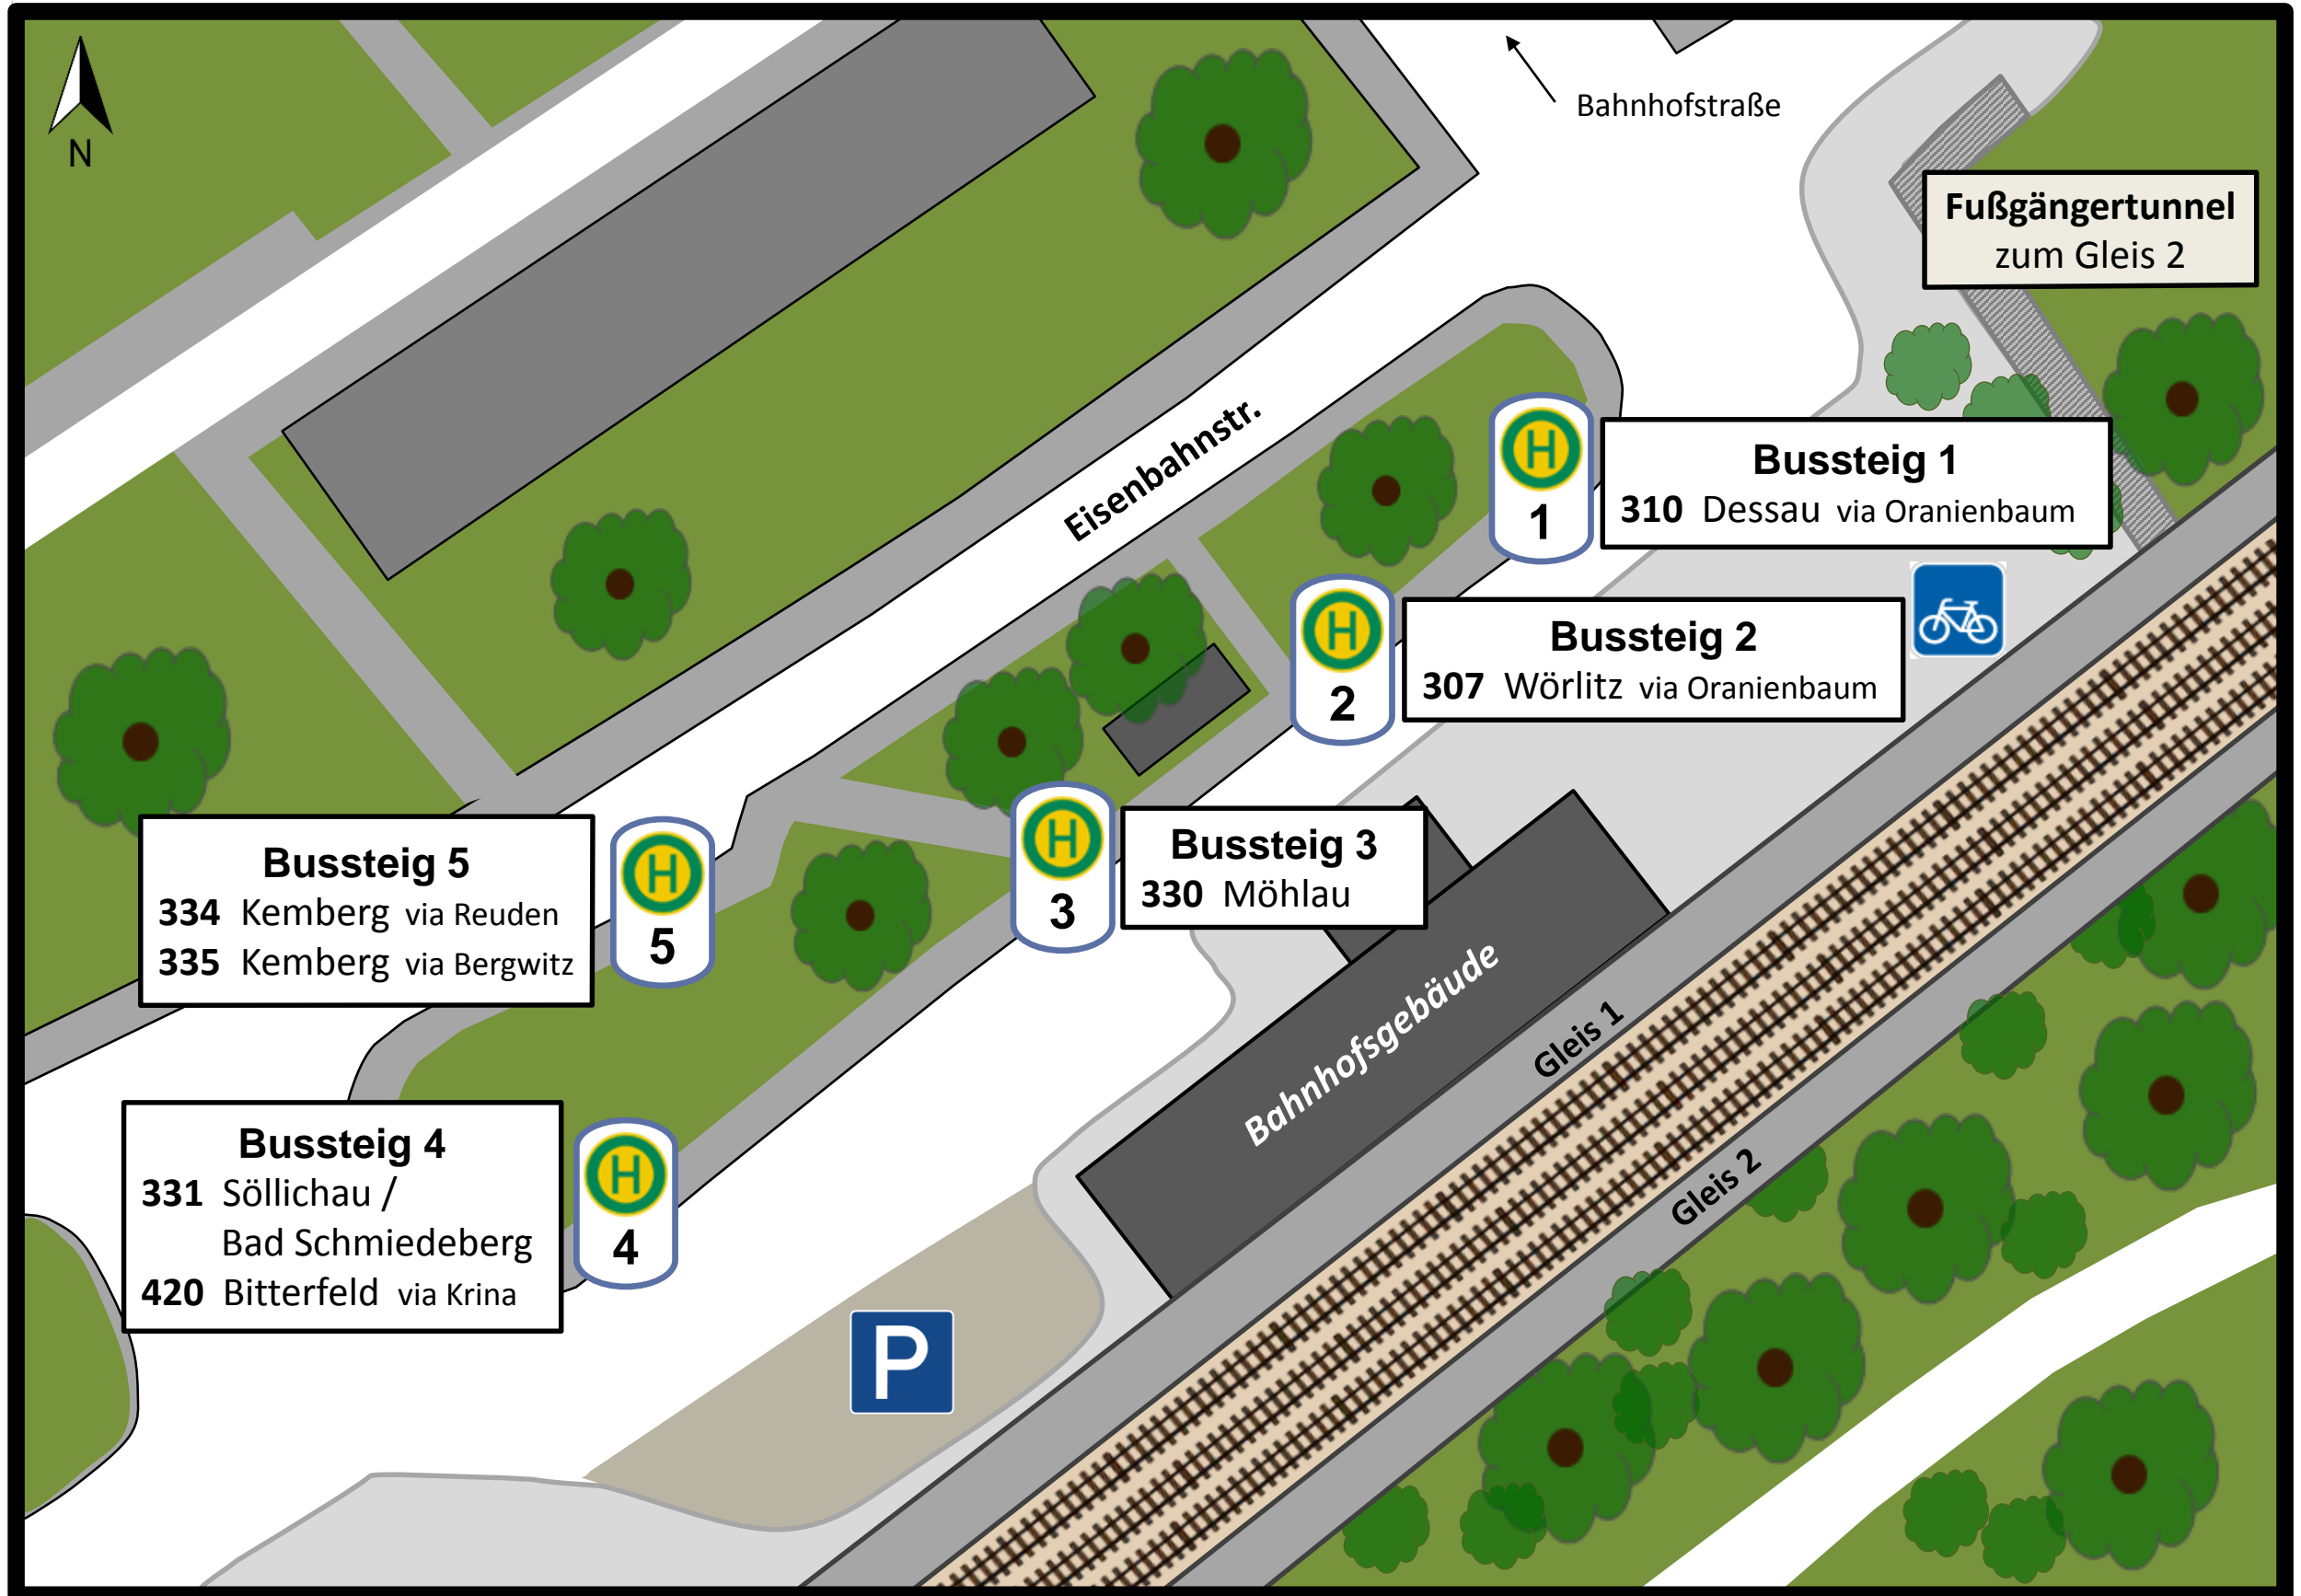 N
Bahnhofstraße
Fußgängertunnel
zum Gleis 2
Eisenbahnstr.
H
1
Bussteig 1
310 Dessau via Oranienbaum
H
2
Bussteig 2
307 Wörlitz via Oranienbaum
H
3
Bussteig 3
330 Möhlau
Bussteig 5
334 Kemberg via Reuden
335 Kemberg via Bergwitz
H
5
Bahnhofsgebäude
Gleis 1
Gleis 2
Bussteig 4
331 Söllichau /
Bad Schmiedeberg
420 Bitterfeld via Krina
H
4
P